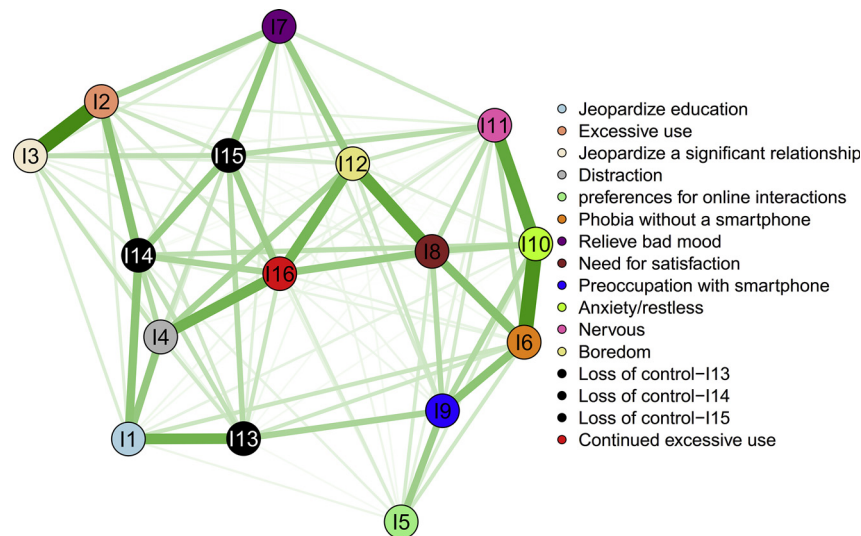 I7
I2
I11
I3
I15
I12
I14
I8
I10
I16
I4
I6
I9
I1
I13
I5
Jeopardize education
Excessive use
Jeopardize a significant relationship
Distraction
preferences for online interactions
Phobia without a smartphone
Relieve bad mood
Need for satisfaction
Preoccupation with smartphone
Anxiety/restless
Nervous
Boredom
Loss of control−I13
Loss of control−I14
Loss of control−I15
Continued excessive use